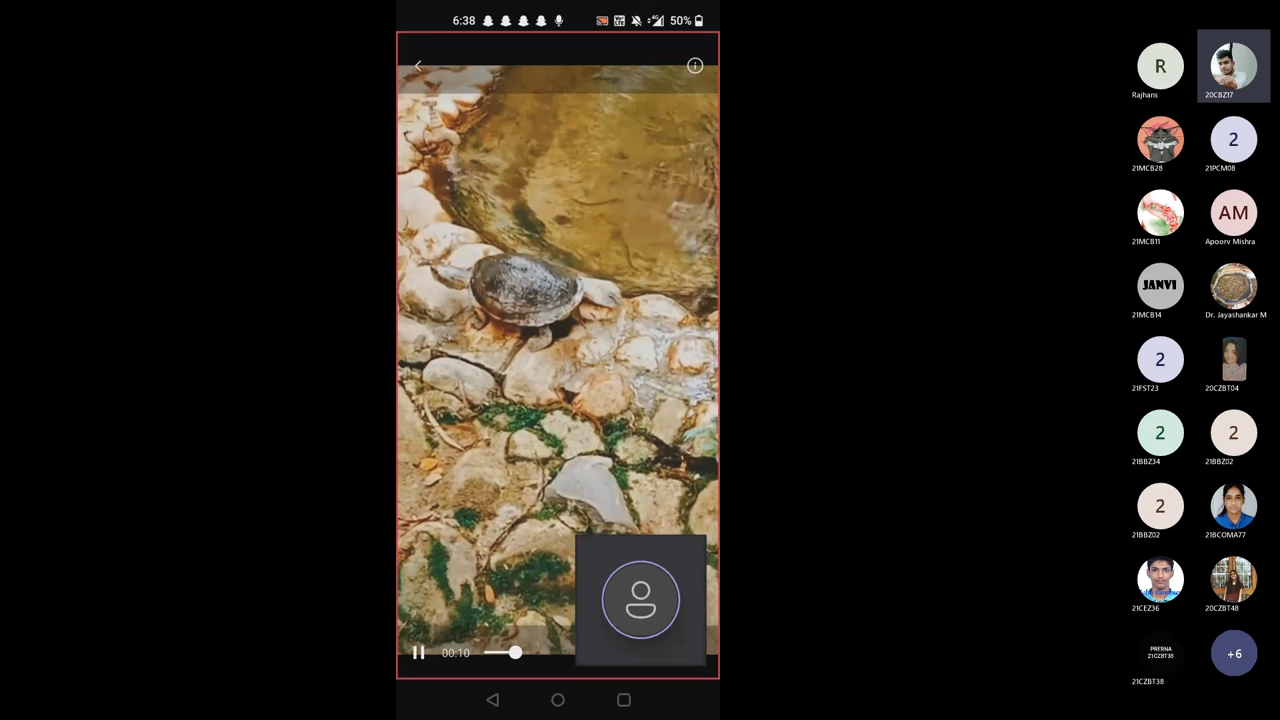 6:38
50%
00:10
R
Rajhans
20CBZ17
21MCB28
2
21PCM08
21MCB11
AM
Apoorv Mishra
JANVI
21MCB14
Dr. Jayashankar M
2
21FST23
20CZBT04
2
21BBZ34
2
21BBZ02
2
21BBZ02
21BCOMA77
21CEZ36
20CZBT48
PRERNA
21CZBT38
21CZBT38
+6